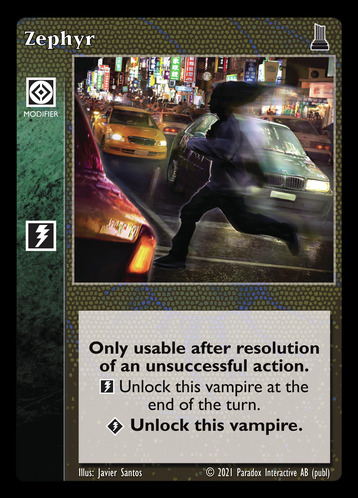 Zephyr
MODIFIER
Only usable after resolution
of an unsuccessful action.
Unlock this vampire at the
end of the turn.
Unlock this vampire.
Illus: Javier Santos © 2021 Paradox Interactive AB (publ)